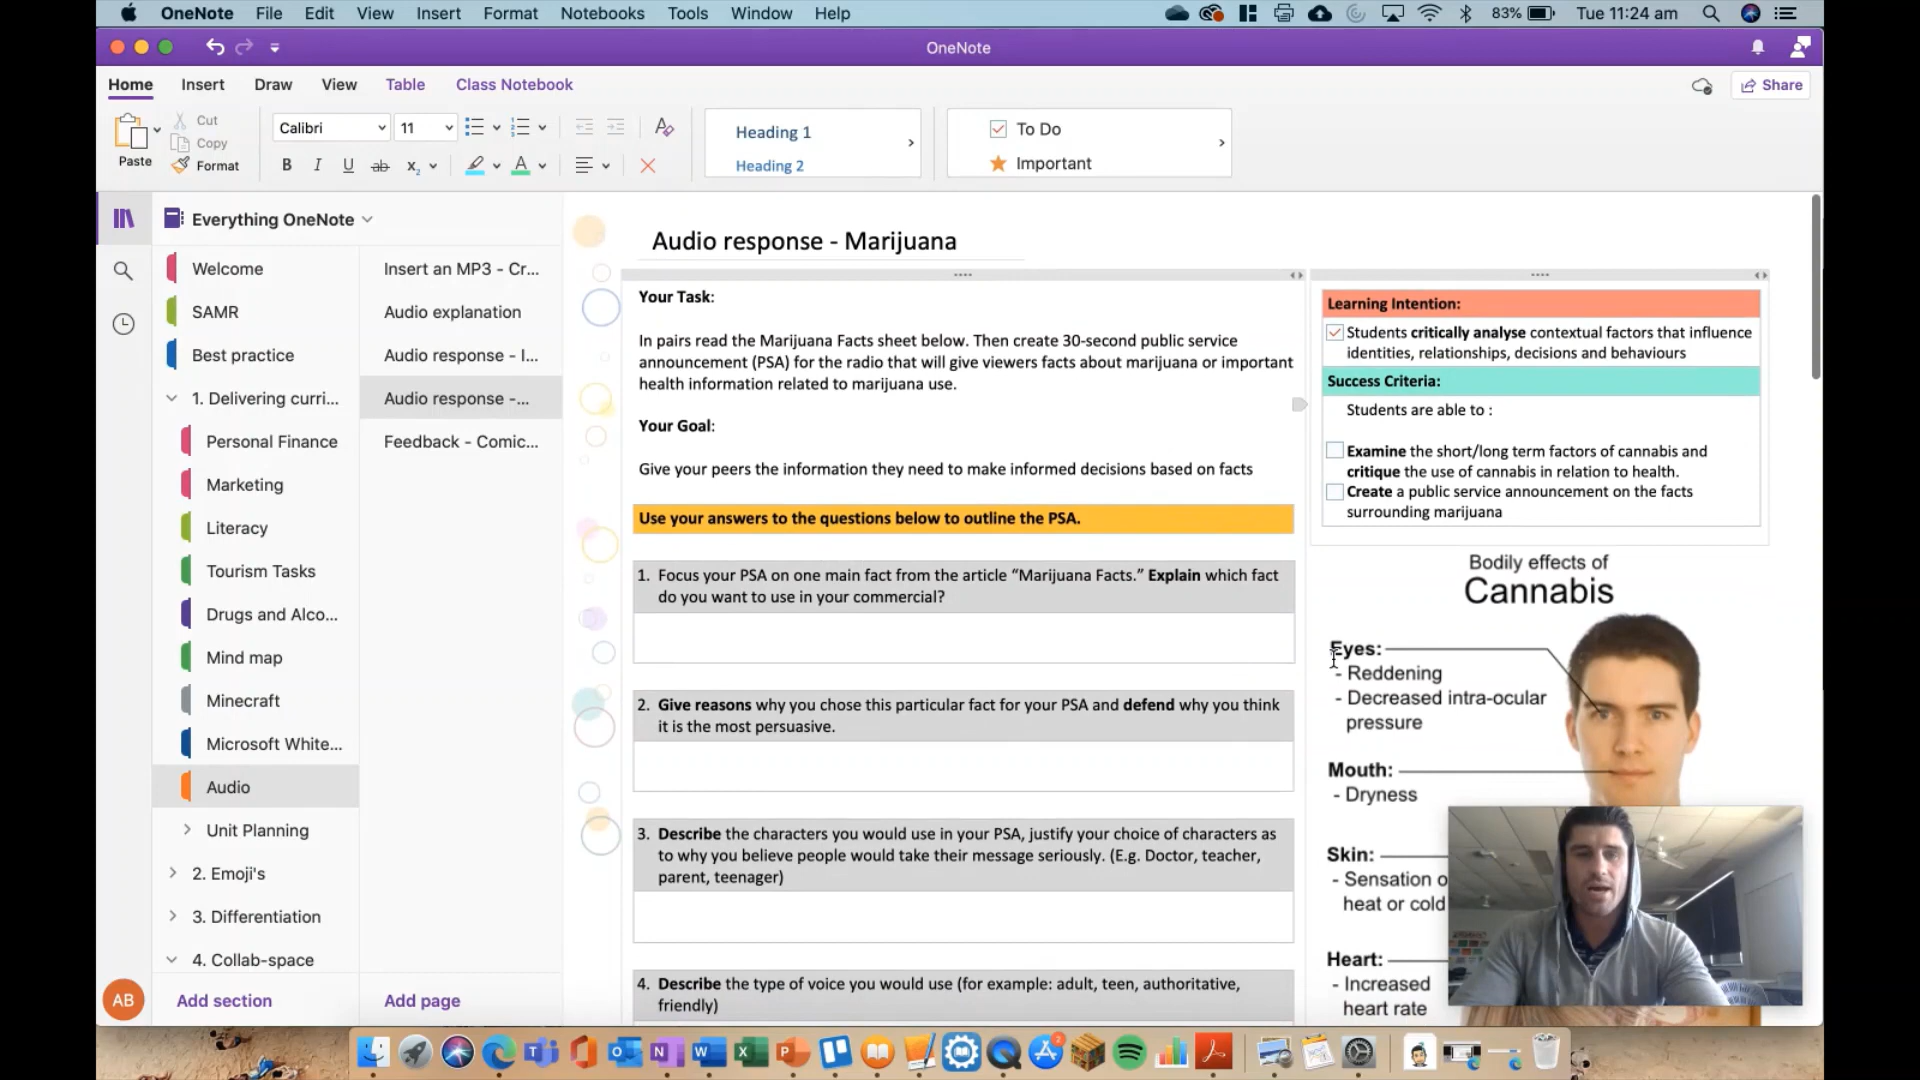 OneNote File Edit View Insert Format Notebooks Tools Window Help 83% Tue 11:24 am
OneNote
Home Insert Draw View Table Class Notebook Share
Paste Cut Copy Format
Calibri 11
B I U ab x2 A
Heading 1
Heading 2
To Do
Important
Everything OneNote
Welcome
SAMR
Best practice
1. Delivering curri...
Personal Finance
Marketing
Literacy
Tourism Tasks
Drugs and Alco...
Mind map
Minecraft
Microsoft White...
Audio
Unit Planning
2. Emoji's
3. Differentiation
4. Collab-space
AB
Add section
Insert an MP3 - Cr...
Audio explanation
Audio response - I...
Audio response -...
Feedback - Comic...
Add page
Audio response - Marijuana
Your Task:
In pairs read the Marijuana Facts sheet below. Then create 30-second public service
announcement (PSA) for the radio that will give viewers facts about marijuana or important
health information related to marijuana use.
Your Goal:
Give your peers the information they need to make informed decisions based on facts
Use your answers to the questions below to outline the PSA.
1. Focus your PSA on one main fact from the article “Marijuana Facts.” Explain which fact
do you want to use in your commercial?
2. Give reasons why you chose this particular fact for your PSA and defend why you think
it is the most persuasive.
3. Describe the characters you would use in your PSA, justify your choice of characters as
to why you believe people would take their message seriously. (E.g. Doctor, teacher,
parent, teenager)
4. Describe the type of voice you would use (for example: adult, teen, authoritative,
friendly)
Learning Intention:
Students critically analyse contextual factors that influence
identities, relationships, decisions and behaviours
Success Criteria:
Students are able to :
Examine the short/long term factors of cannabis and
critique the use of cannabis in relation to health.
Create a public service announcement on the facts
surrounding marijuana
Bodily effects of
Cannabis
Eyes:
- Reddening
- Decreased intra-ocular
pressure
Mouth:
- Dryness
Skin:
- Sensation o
heat or cold
Heart:
- Increased
heart rate